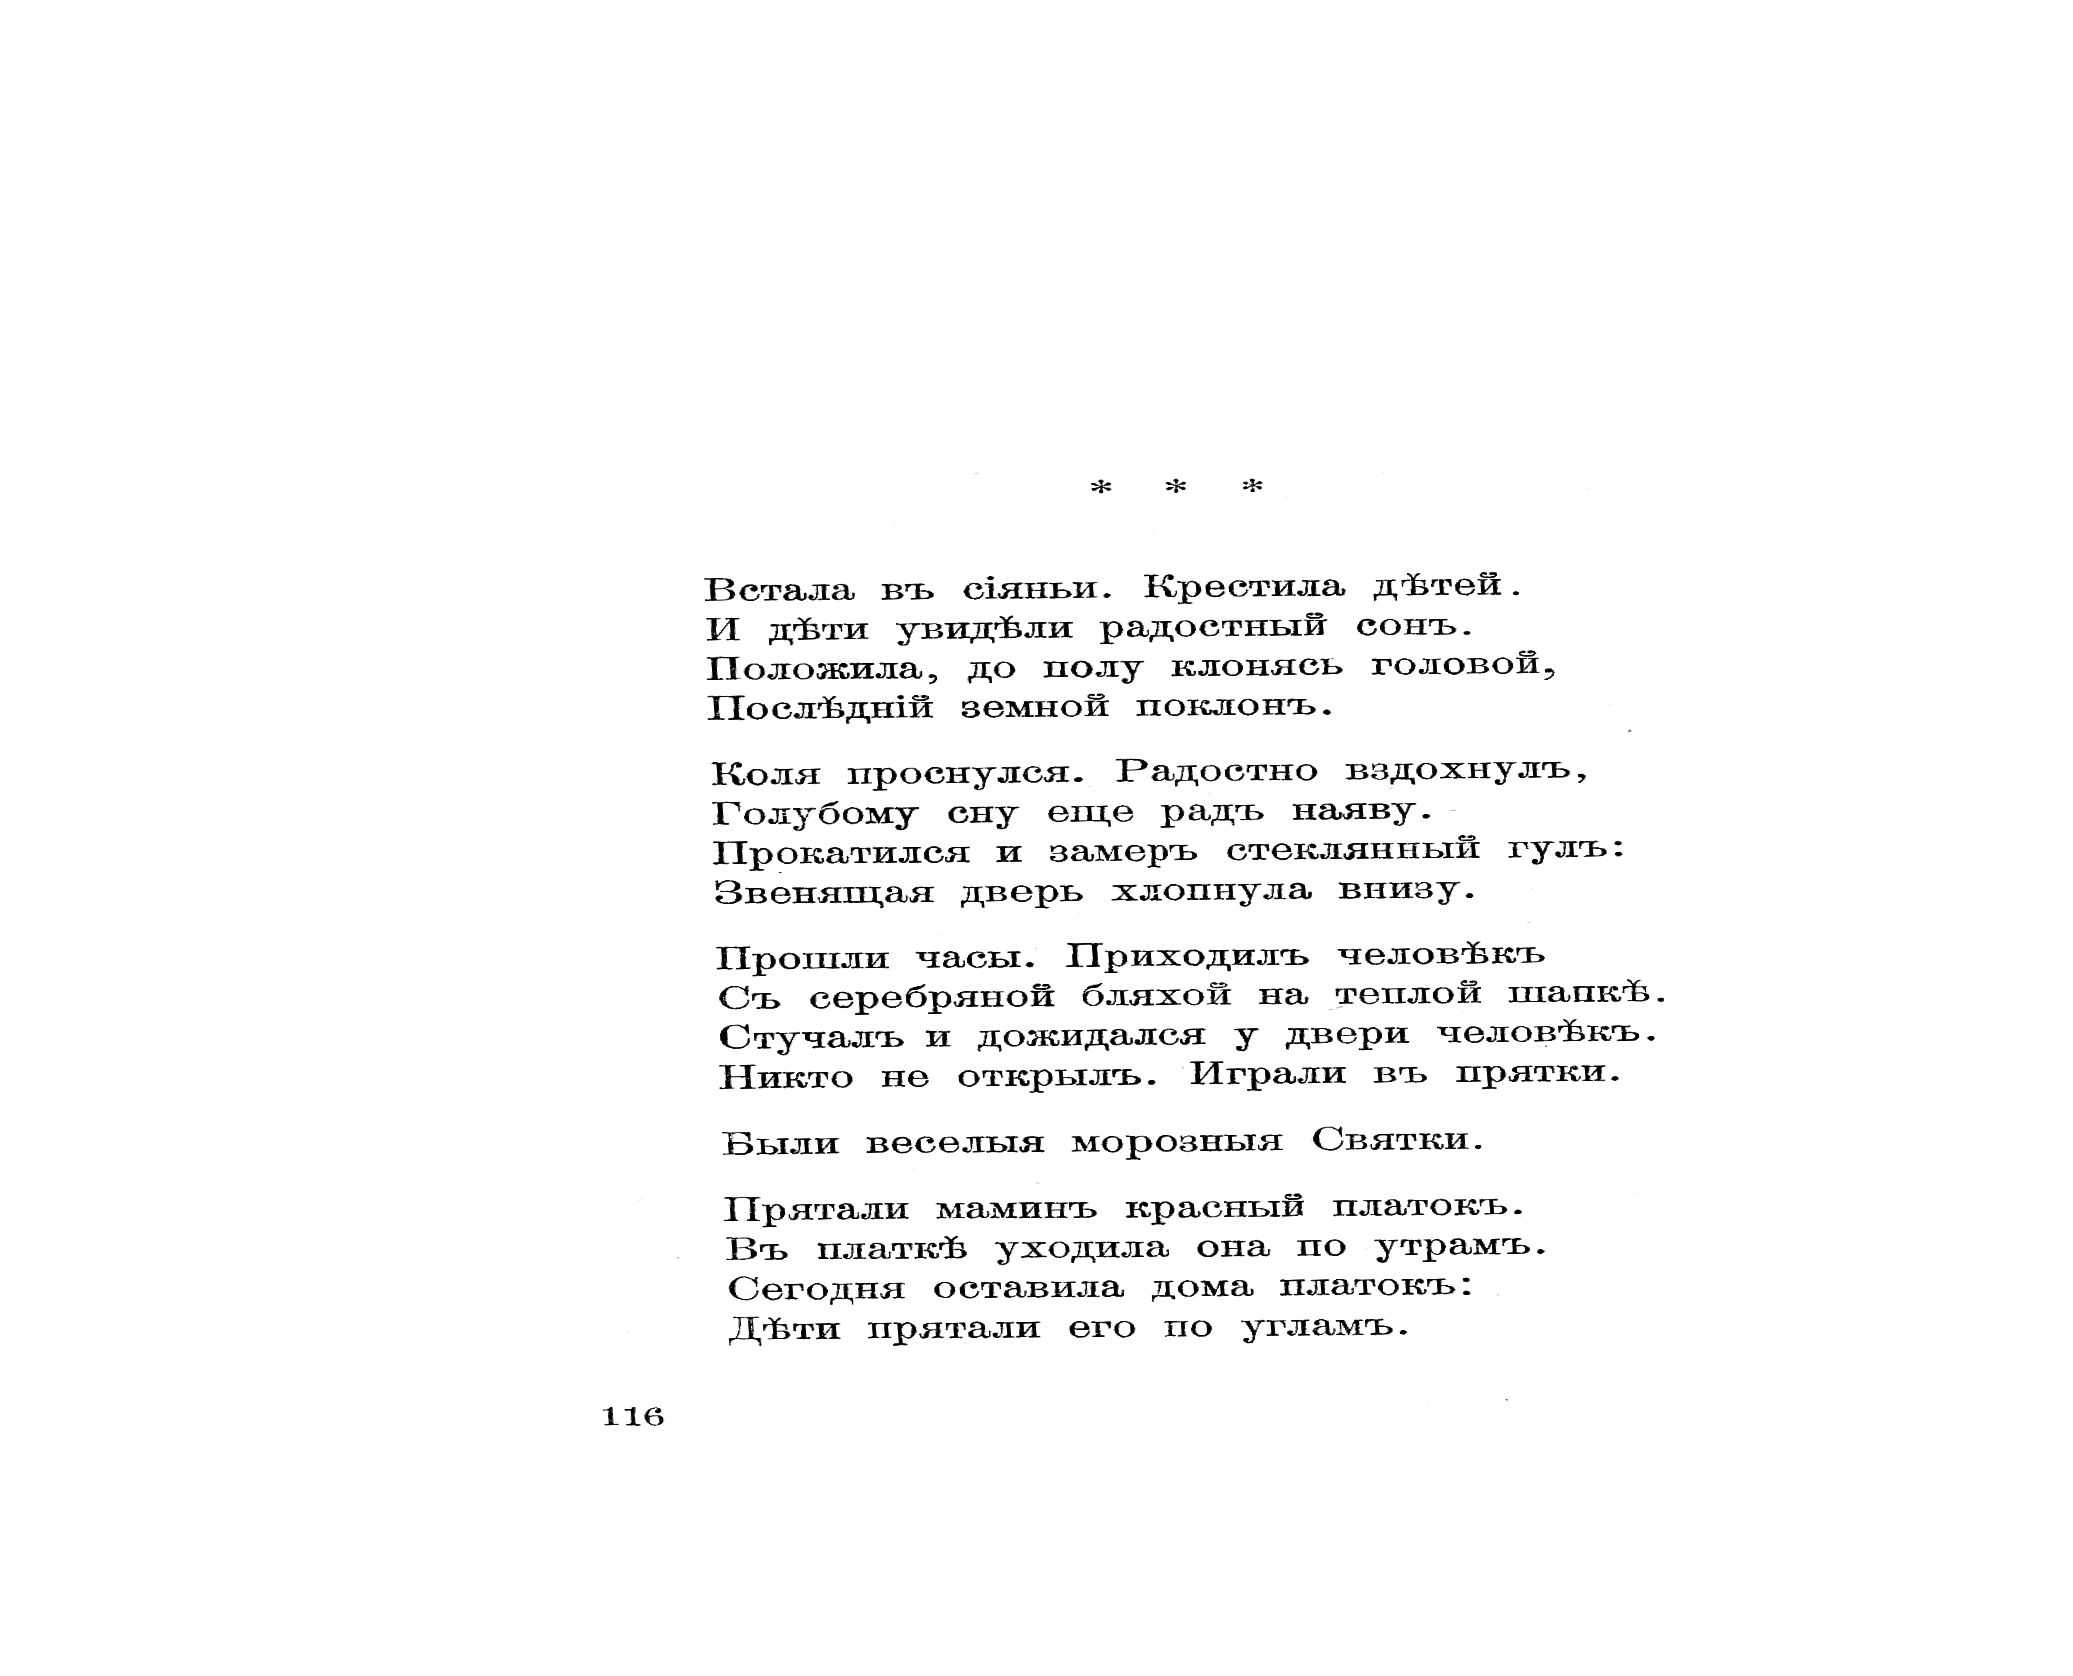 * * *
Встала въ сіяньи. Крестила дѣтей.
И дѣти увидѣли радостный сонъ.
Положила, до полу клонясь головой,
Послѣдній земной поклонъ.
Коля проснулся. Радостно вздохнулъ,
Голубому сну еще радъ наяву.
Прокатился и замеръ стеклянный гулъ:
Звенящая дверь хлопнула внизу.
Прошли часы. Приходилъ человѣкъ
Съ серебряной бляхой на теплой шапкѣ.
Стучалъ и дожидался у двери человѣкъ.
Никто не открылъ. Играли въ прятки.
Были веселыя морозныя Святки.
Прятали маминъ красный платокъ.
Въ платкѣ уходила она по утрамъ.
Сегодня оставила дома платокъ:
Дѣти прятали его по угламъ.
116